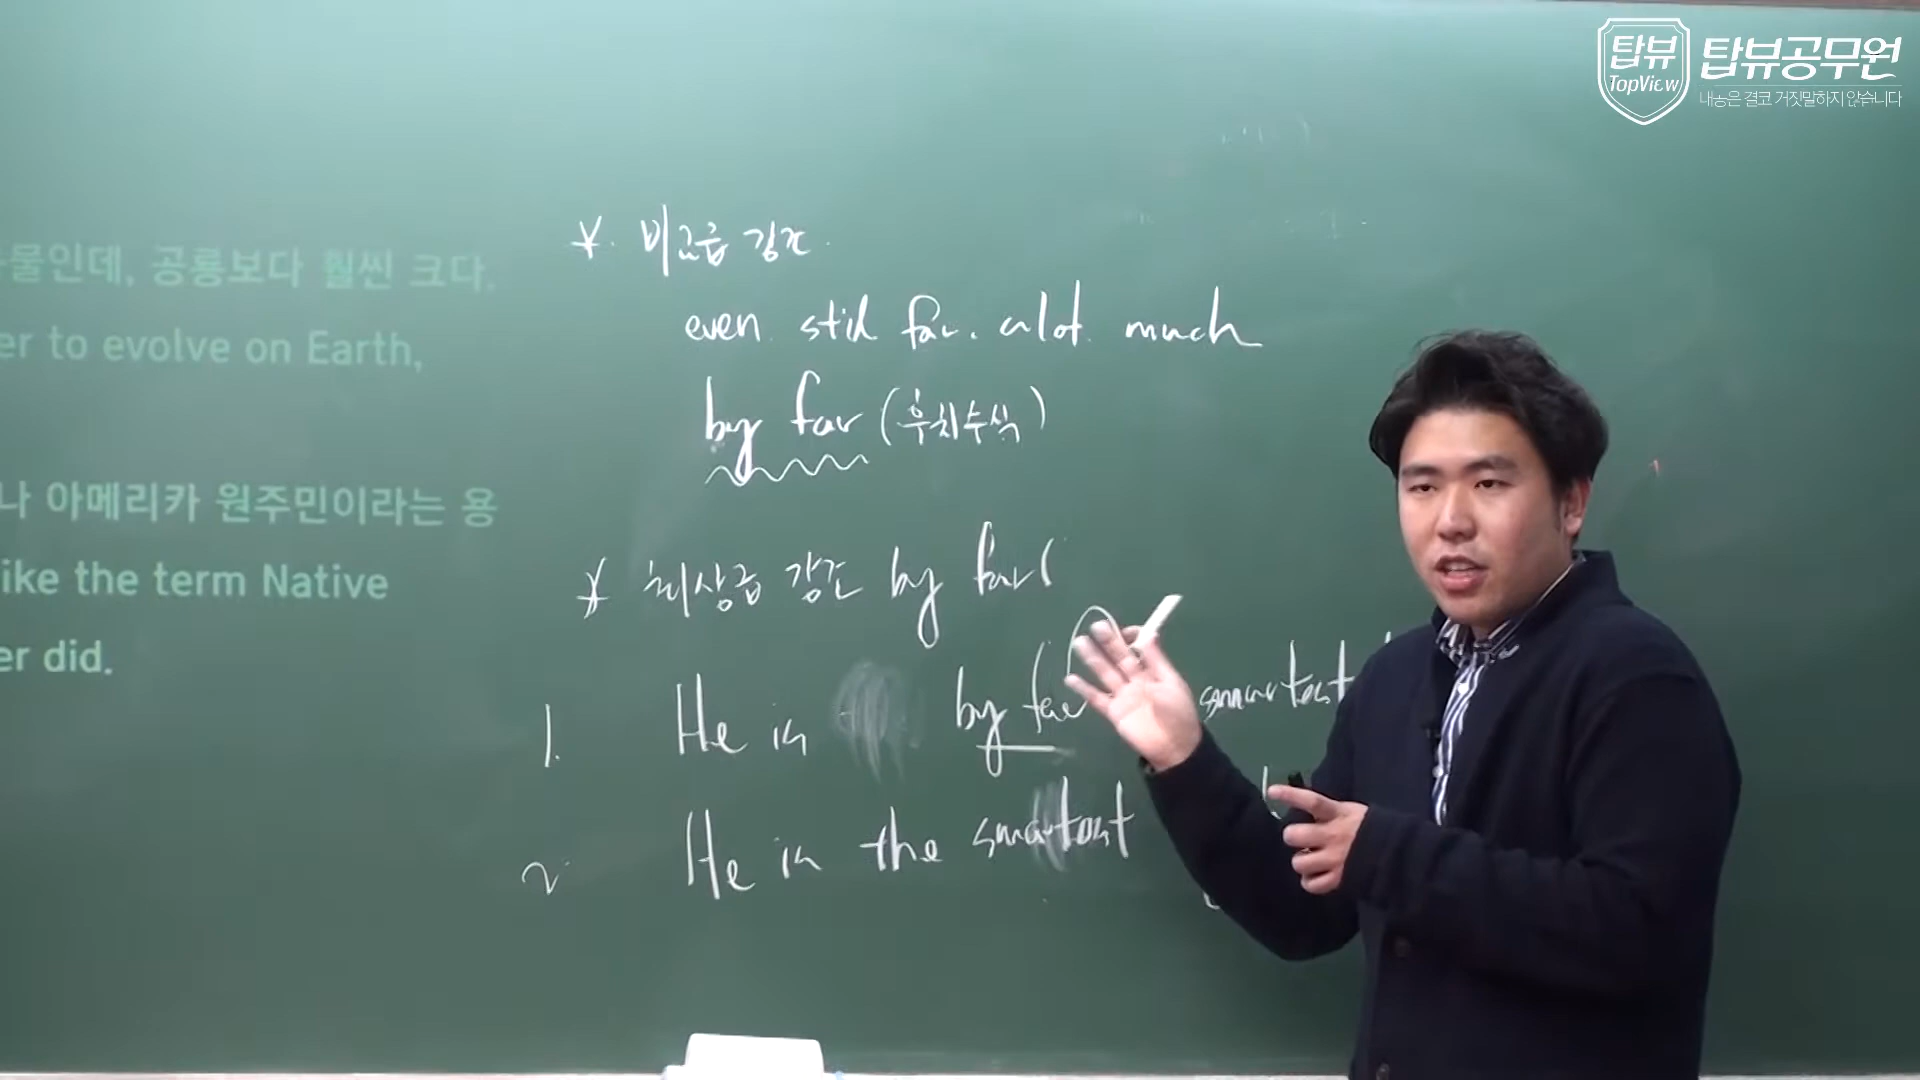 탑뷰
TopView
탑뷰공무원
내공은 결코 거짓말하지 않습니다
물인데, 공룡보다 훨씬 크다.
er to evolve on Earth,
나 아메리카 원주민이라는 용
ike the term Native
er did.
* 비교급 강조.
even. still far. a lot. much
by far (후치수식)
* 최상급 강조 by far (
1. He is by far smartest
2. He is the smartest